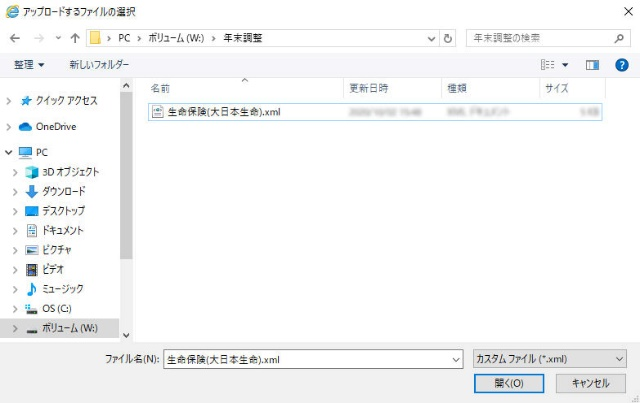 アップロードするファイルの選択
PC > ボリューム (W:) > 年末調整
年末調整の検索
整理 新しいフォルダー
名前 更新日時 種類 サイズ
生命保険(大日本生命).xml
クイック アクセス
OneDrive
PC
3D オブジェクト
ダウンロード
デスクトップ
ドキュメント
ピクチャ
ビデオ
ミュージック
OS (C:)
ボリューム (W:)
ファイル名(N): 生命保険(大日本生命).xml カスタム ファイル (*.xml)
開く(O) キャンセル